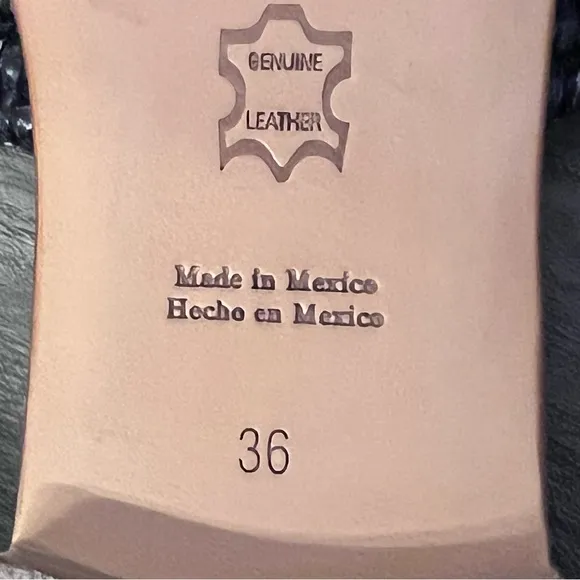 GENUINE
LEATHER
Made in Mexico
Hecho en Mexico
36